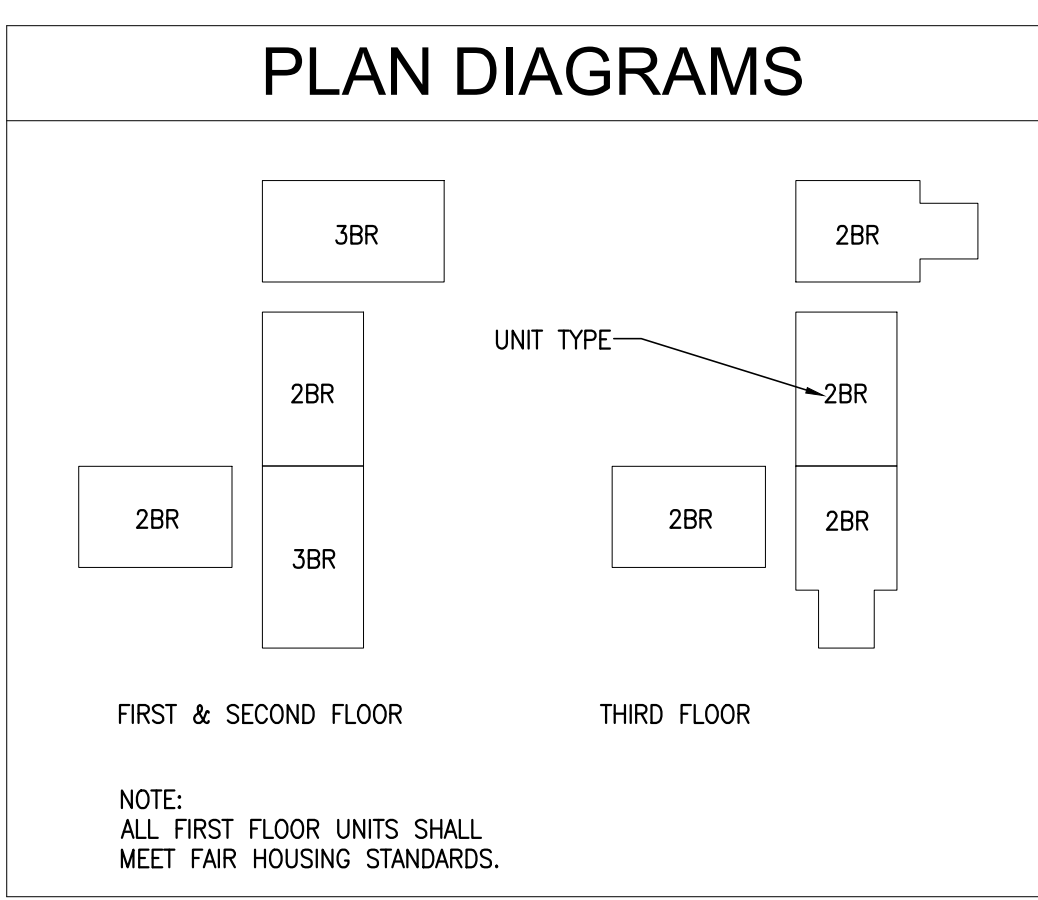 PLAN DIAGRAMS
3BR
2BR
2BR
3BR
FIRST & SECOND FLOOR
2BR
UNIT TYPE
2BR
2BR
2BR
THIRD FLOOR
NOTE:
ALL FIRST FLOOR UNITS SHALL
MEET FAIR HOUSING STANDARDS.